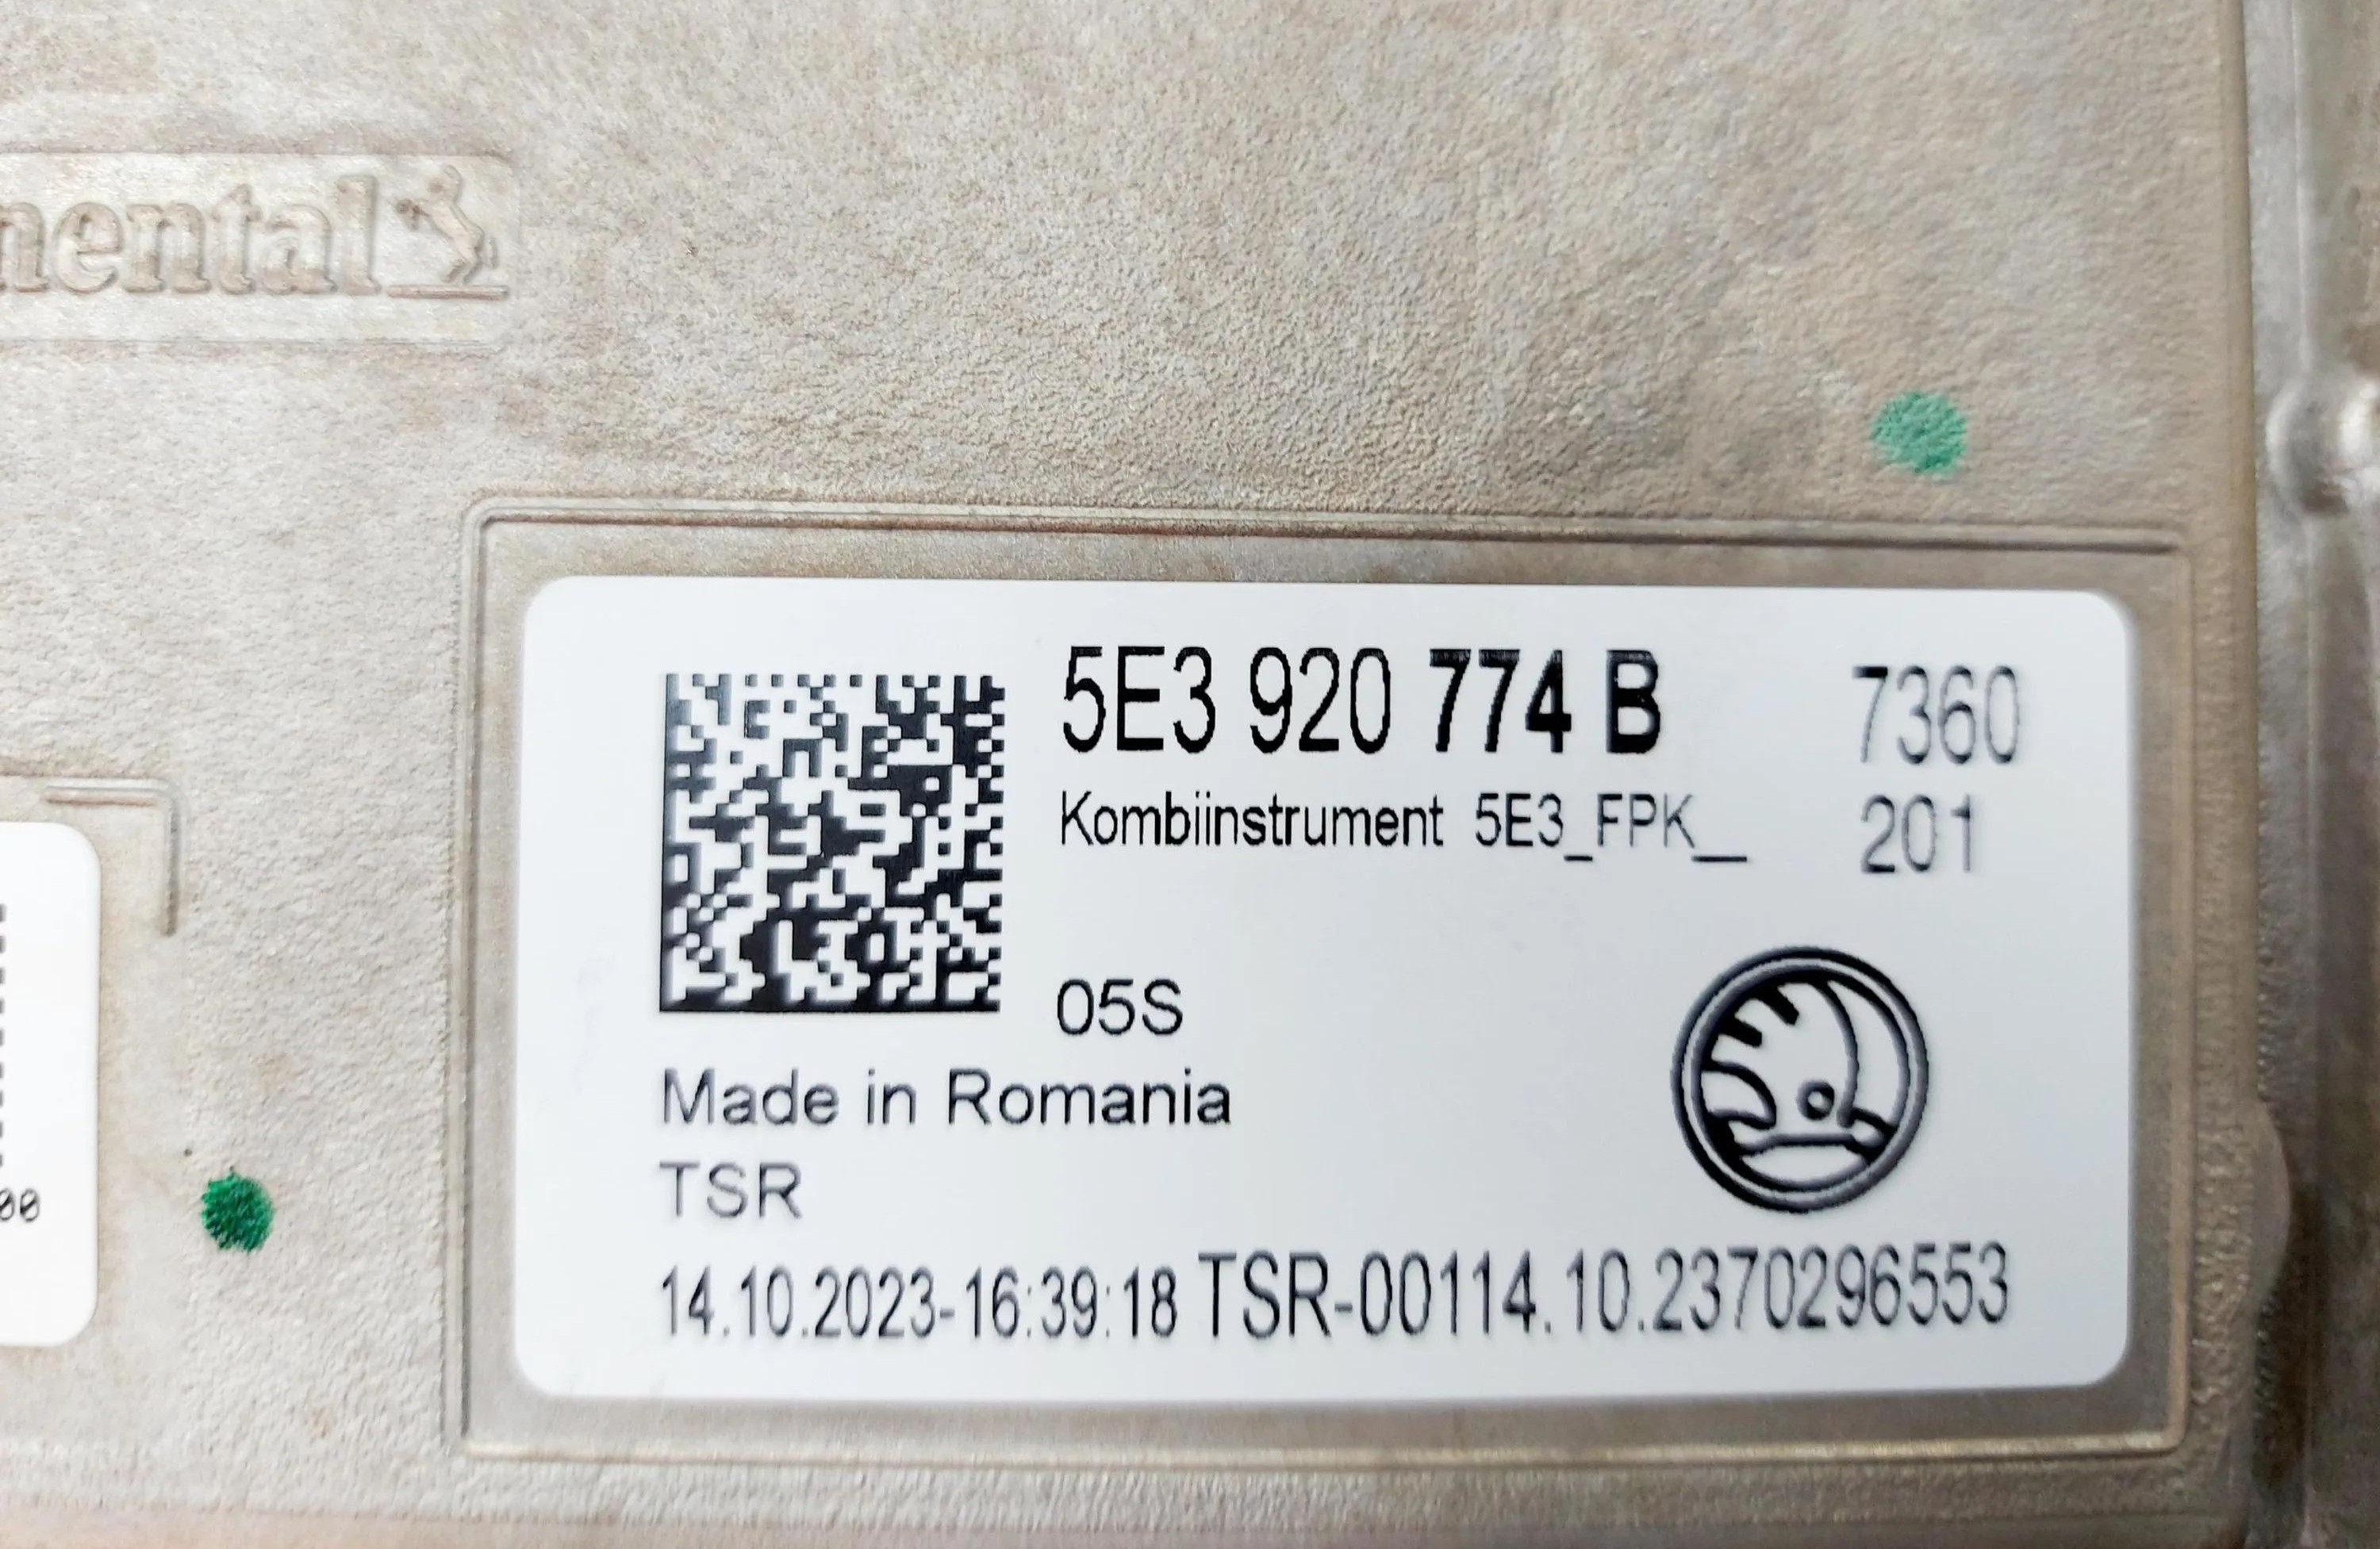 nental
5E3 920 774 B 7360
Kombiinstrument 5E3_FPK__ 201
05S
Made in Romania
TSR
14.10.2023-16:39:18 TSR-00114.10.2370296553
00